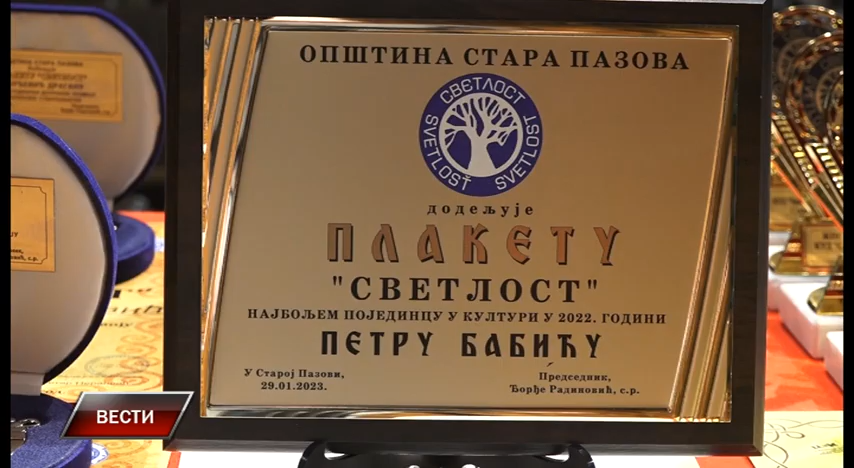 ОПШТИНА СТАРА ПАЗОВА
СВЕТЛОСТ
SVETLOST
SVETLOSŤ
додељује
ПЛАКЕТУ
"СВЕТЛОСТ"
НАЈБОЉЕМ ПОЈЕДИНЦУ У КУЛТУРИ У 2022. ГОДИНИ
ПЕТРУ БАБИЋУ
У Старој Пазови,
29.01.2023.
Председник,
Ђорђе Радиновић, с.р.
ВЕСТИ